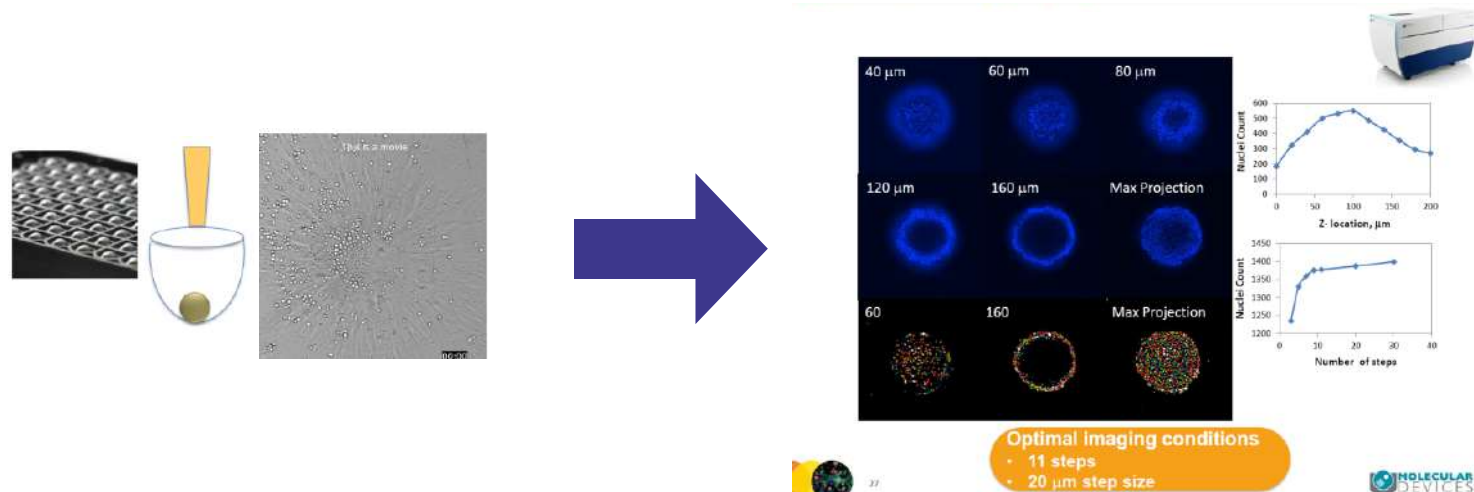 This is a movie
00:00
40 µm
60 µm
80 µm
120 µm
160 µm
Max Projection
60
160
Max Projection
Nuclei Count
600
500
400
300
200
100
0
0
50
100
150
200
Z- location, µm
Nuclei Count
1450
1400
1350
1300
1250
1200
0
10
20
30
40
Number of steps
Optimal imaging conditions
• 11 steps
• 20 µm step size
MOLECULAR
DEVICES